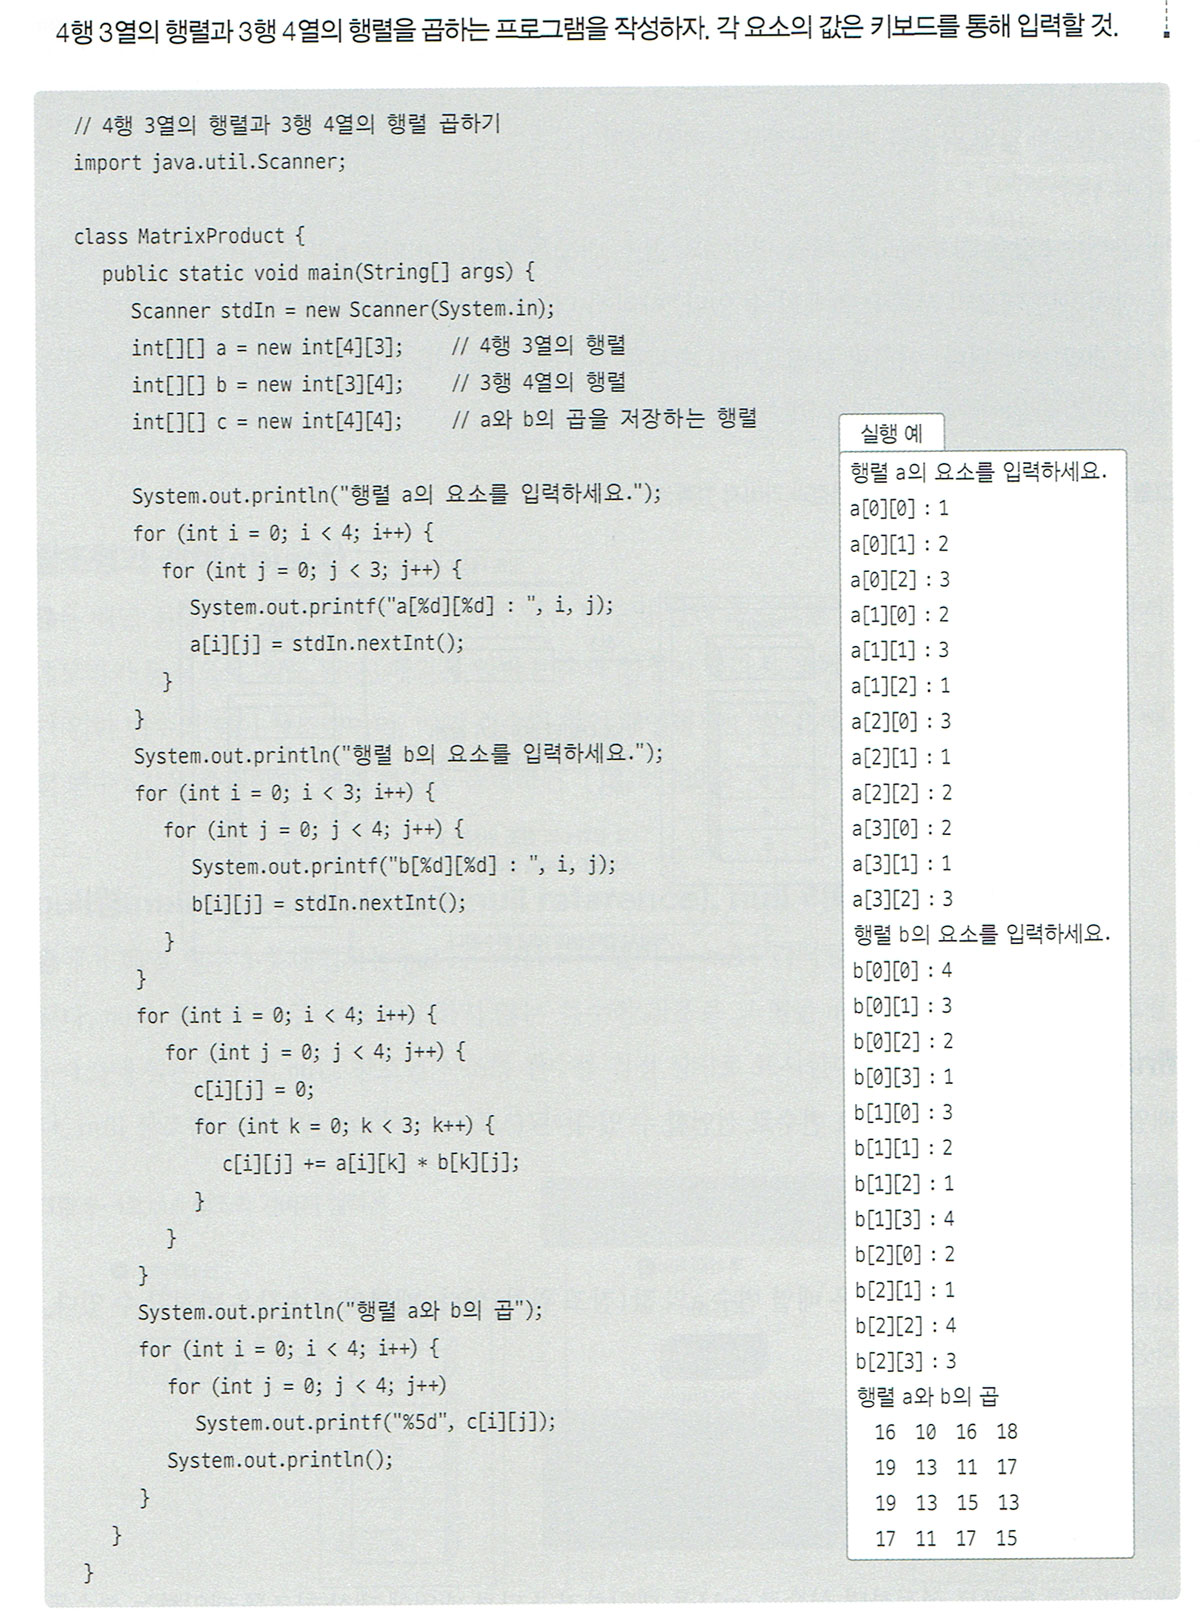 4행 3열의 행렬과 3행 4열의 행렬을 곱하는 프로그램을 작성하자. 각 요소의 값은 키보드를 통해 입력할 것.
// 4행 3열의 행렬과 3행 4열의 행렬 곱하기
import java.util.Scanner;
class MatrixProduct {
public static void main(String[] args) {
Scanner stdIn = new Scanner(System.in);
int[][] a = new int[4][3]; // 4행 3열의 행렬
int[][] b = new int[3][4]; // 3행 4열의 행렬
int[][] c = new int[4][4]; // a와 b의 곱을 저장하는 행렬
System.out.println("행렬 a의 요소를 입력하세요.");
for (int i = 0; i < 4; i++) {
for (int j = 0; j < 3; j++) {
System.out.printf("a[%d][%d] : ", i, j);
a[i][j] = stdIn.nextInt();
}
}
System.out.println("행렬 b의 요소를 입력하세요.");
for (int i = 0; i < 3; i++) {
for (int j = 0; j < 4; j++) {
System.out.printf("b[%d][%d] : ", i, j);
b[i][j] = stdIn.nextInt();
}
}
for (int i = 0; i < 4; i++) {
for (int j = 0; j < 4; j++) {
c[i][j] = 0;
for (int k = 0; k < 3; k++) {
c[i][j] += a[i][k] * b[k][j];
}
}
}
System.out.println("행렬 a와 b의 곱");
for (int i = 0; i < 4; i++) {
for (int j = 0; j < 4; j++)
System.out.printf("%5d", c[i][j]);
System.out.println();
}
}
}
실행 예
행렬 a의 요소를 입력하세요.
a[0][0] : 1
a[0][1] : 2
a[0][2] : 3
a[1][0] : 2
a[1][1] : 3
a[1][2] : 1
a[2][0] : 3
a[2][1] : 1
a[2][2] : 2
a[3][0] : 2
a[3][1] : 1
a[3][2] : 3
행렬 b의 요소를 입력하세요.
b[0][0] : 4
b[0][1] : 3
b[0][2] : 2
b[0][3] : 1
b[1][0] : 3
b[1][1] : 2
b[1][2] : 1
b[1][3] : 4
b[2][0] : 2
b[2][1] : 1
b[2][2] : 4
b[2][3] : 3
행렬 a와 b의 곱
16 10 16 18
19 13 11 17
19 13 15 13
17 11 17 15